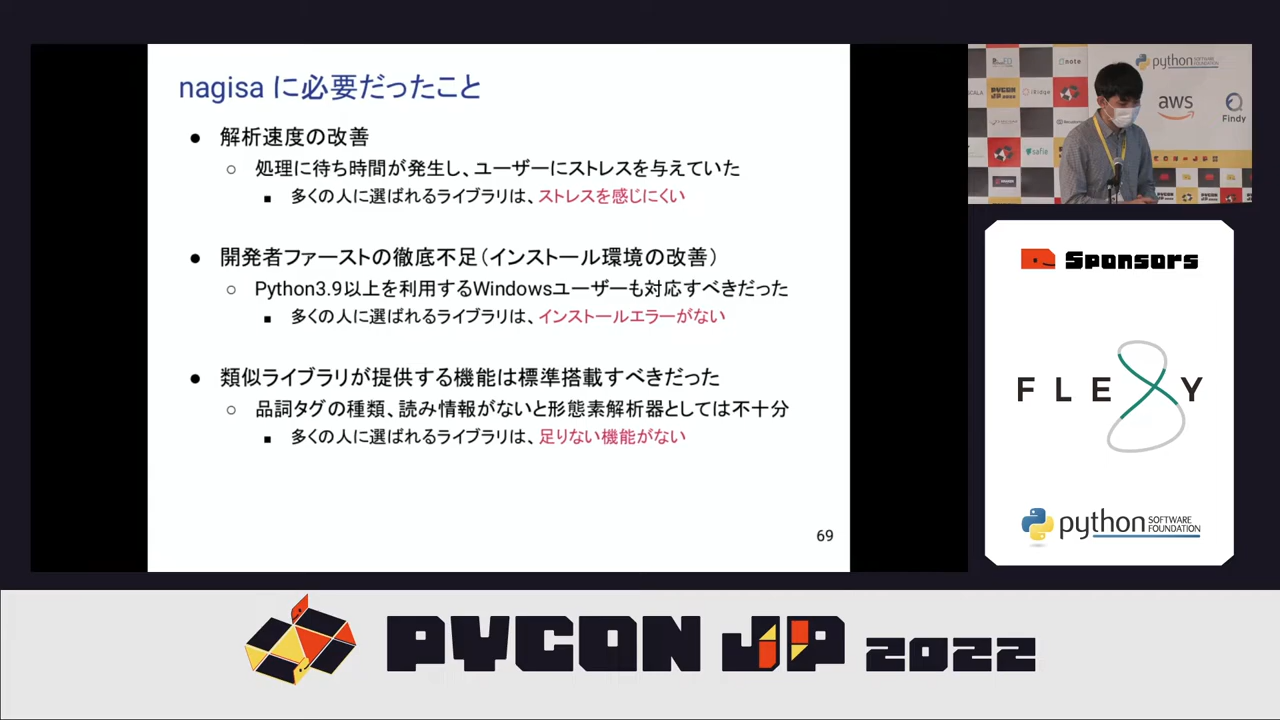 nagisa に必要だったこと
● 解析速度の改善
○ 処理に待ち時間が発生し、ユーザーにストレスを与えていた
■ 多くの人に選ばれるライブラリは、ストレスを感じにくい
● 開発者ファーストの徹底不足（インストール環境の改善）
○ Python3.9以上を利用するWindowsユーザーも対応すべきだった
■ 多くの人に選ばれるライブラリは、インストールエラーがない
● 類似ライブラリが提供する機能は標準搭載すべきだった
○ 品詞タグの種類、読み情報がないと形態素解析器としては不十分
■ 多くの人に選ばれるライブラリは、足りない機能がない
69
note
python
SOFTWARE FOUNDATION
iRidge
aws
Findy
safie
Sponsors
FLEXY
python
SOFTWARE
FOUNDATION
PYCON JP 2022